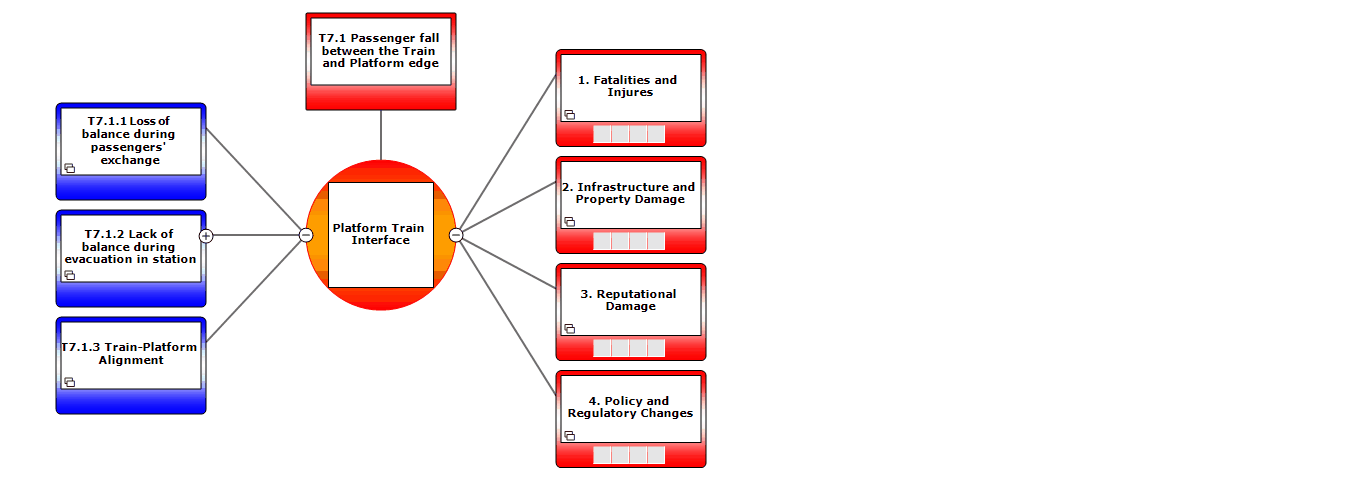 T7.1 Passenger fall
between the Train
and Platform edge
T7.1.1 Loss of
balance during
passengers'
exchange
T7.1.2 Lack of
balance during
evacuation in station
T7.1.3 Train-Platform
Alignment
Platform Train
Interface
1. Fatalities and
Injures
2. Infrastructure and
Property Damage
3. Reputational
Damage
4. Policy and
Regulatory Changes